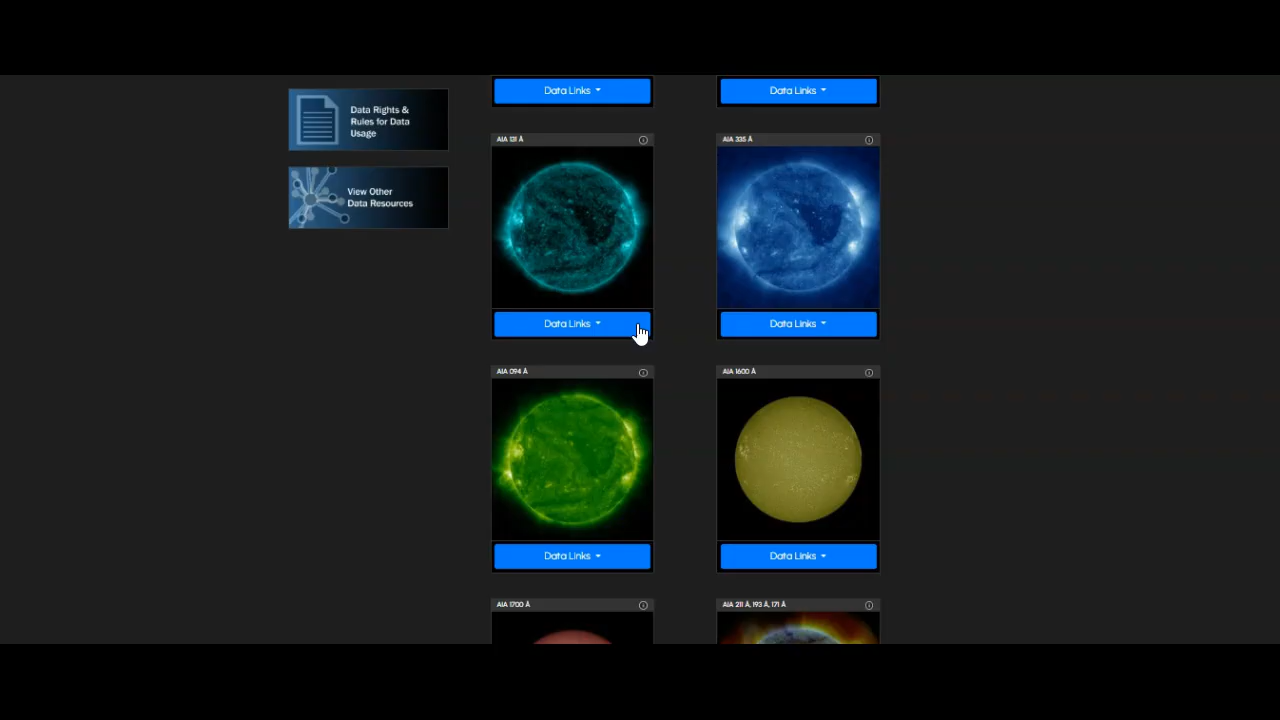 Data Links
Data Links
Data Rights &
Rules for Data
Usage
View Other
Data Resources
AIA 131 Å
AIA 335 Å
Data Links
Data Links
AIA 094 Å
AIA 1600 Å
Data Links
Data Links
AIA 1700 Å
AIA 211 Å, 193 Å, 171 Å